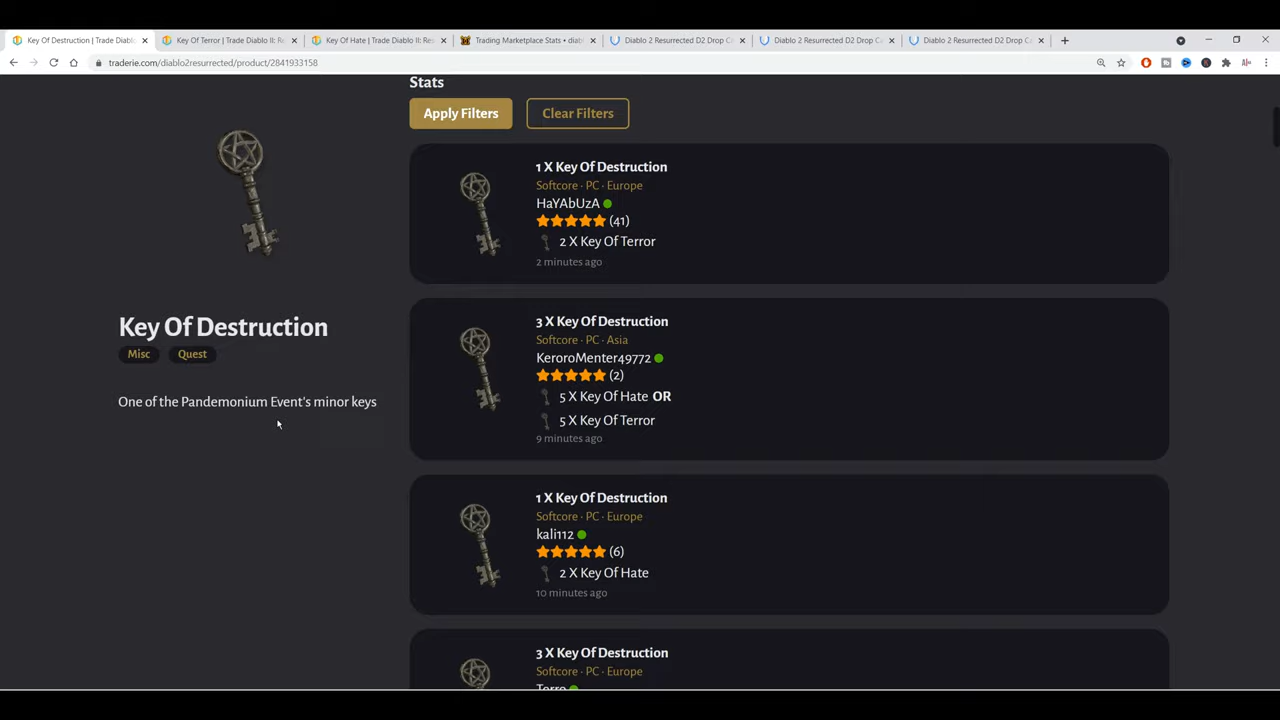 Key Of Destruction | Trade Diablo
Key Of Terror | Trade Diablo II: Re
Key Of Hate | Trade Diablo II: Res
Trading Marketplace Stats • diabl
Diablo 2 Resurrected D2 Drop C
Diablo 2 Resurrected D2 Drop C
Diablo 2 Resurrected D2 Drop C
traderie.com/diablo2resurrected/product/2841933158
Stats
Apply Filters
Clear Filters
Key Of Destruction
Misc
Quest
One of the Pandemonium Event's minor keys
1 X Key Of Destruction
Softcore · PC · Europe
HaYAbUzA
(41)
2 X Key Of Terror
2 minutes ago
3 X Key Of Destruction
Softcore · PC · Asia
KeroroMenter49772
(2)
5 X Key Of Hate OR
5 X Key Of Terror
9 minutes ago
1 X Key Of Destruction
Softcore · PC · Europe
kali112
(6)
2 X Key Of Hate
10 minutes ago
3 X Key Of Destruction
Softcore · PC · Europe